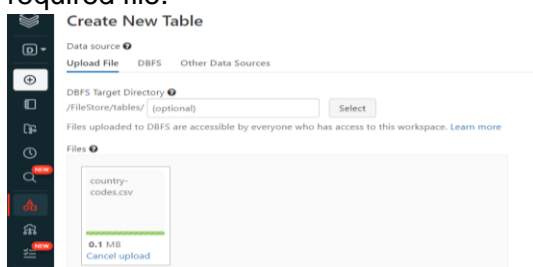 required file.
Create New Table
D
Data source ?
Upload File DBFS Other Data Sources
DBFS Target Directory ?
/FileStore/tables/ (optional) Select
Files uploaded to DBFS are accessible by everyone who has access to this workspace. Learn more
Files ?
NEW
country-
codes.csv
NEW
0.1 MB
Cancel upload